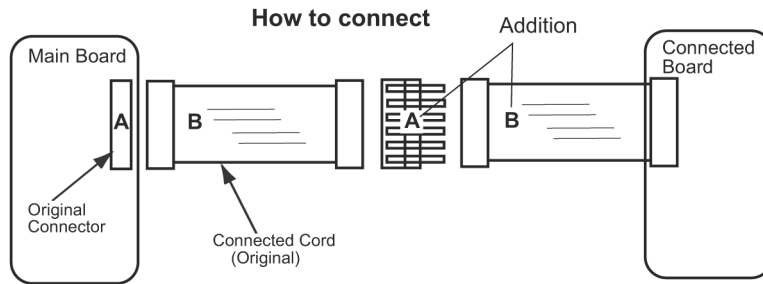 How to connect
Addition
Main Board
Connected
Board
A
B
A
B
Original
Connector
Connected Cord
(Original)